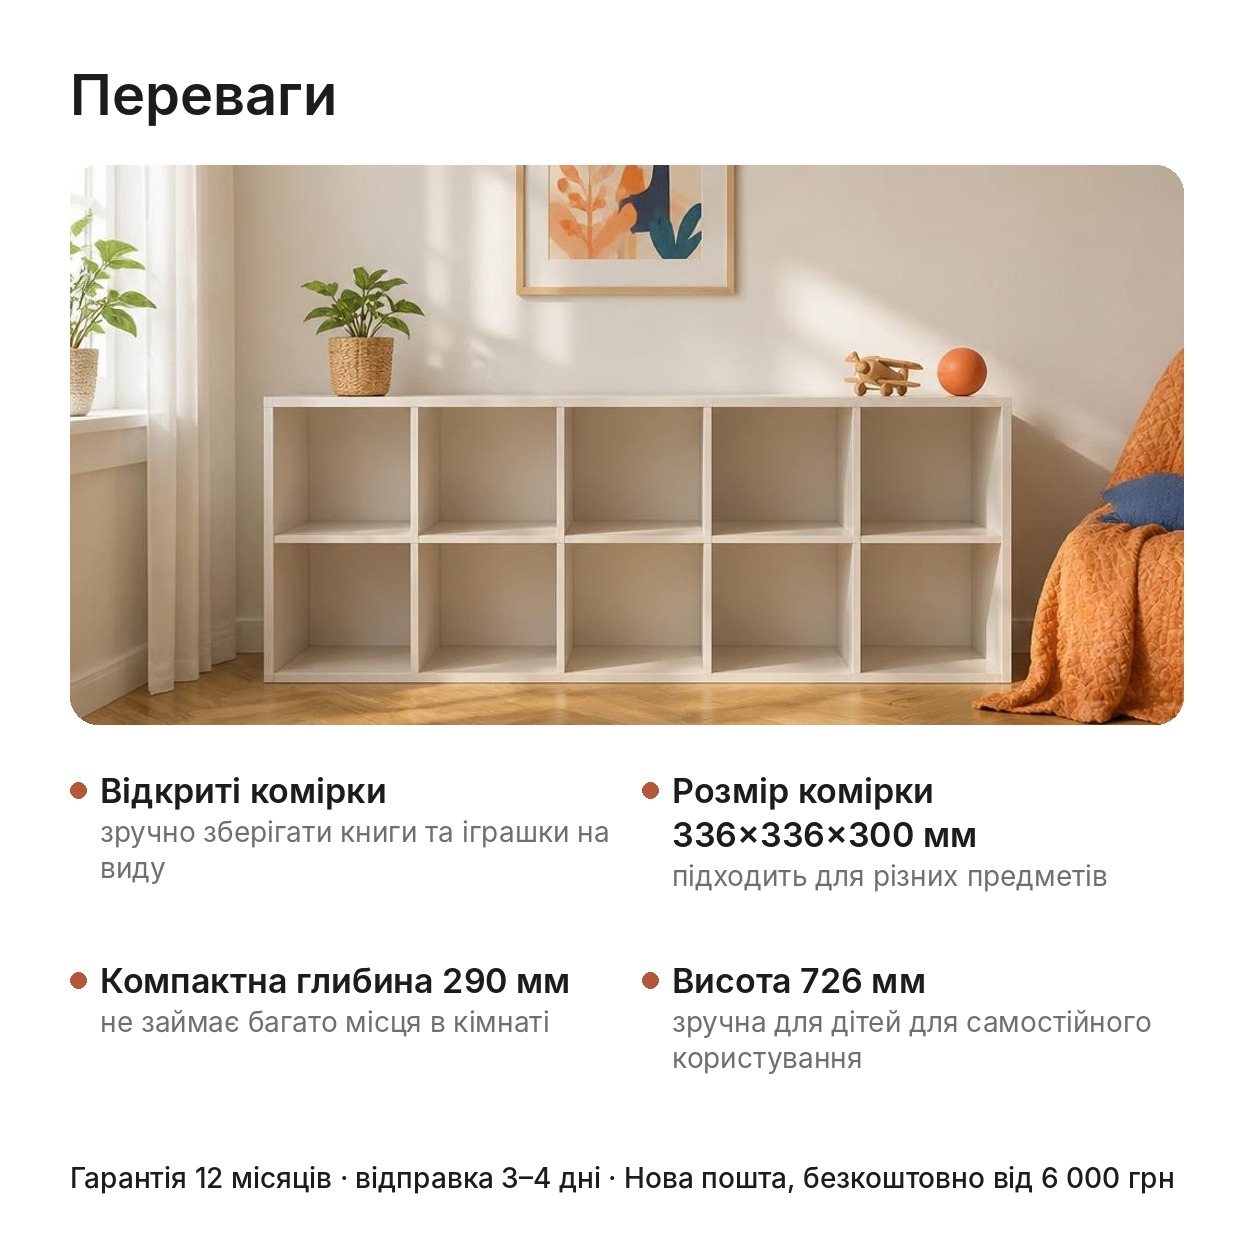 Переваги
Відкриті комірки
зручно зберігати книги та іграшки на
виду
Розмір комірки
336×336×300 мм
підходить для різних предметів
Компактна глибина 290 мм
не займає багато місця в кімнаті
Висота 726 мм
зручна для дітей для самостійного
користування
Гарантія 12 місяців · відправка 3–4 дні · Нова пошта, безкоштовно від 6 000 грн